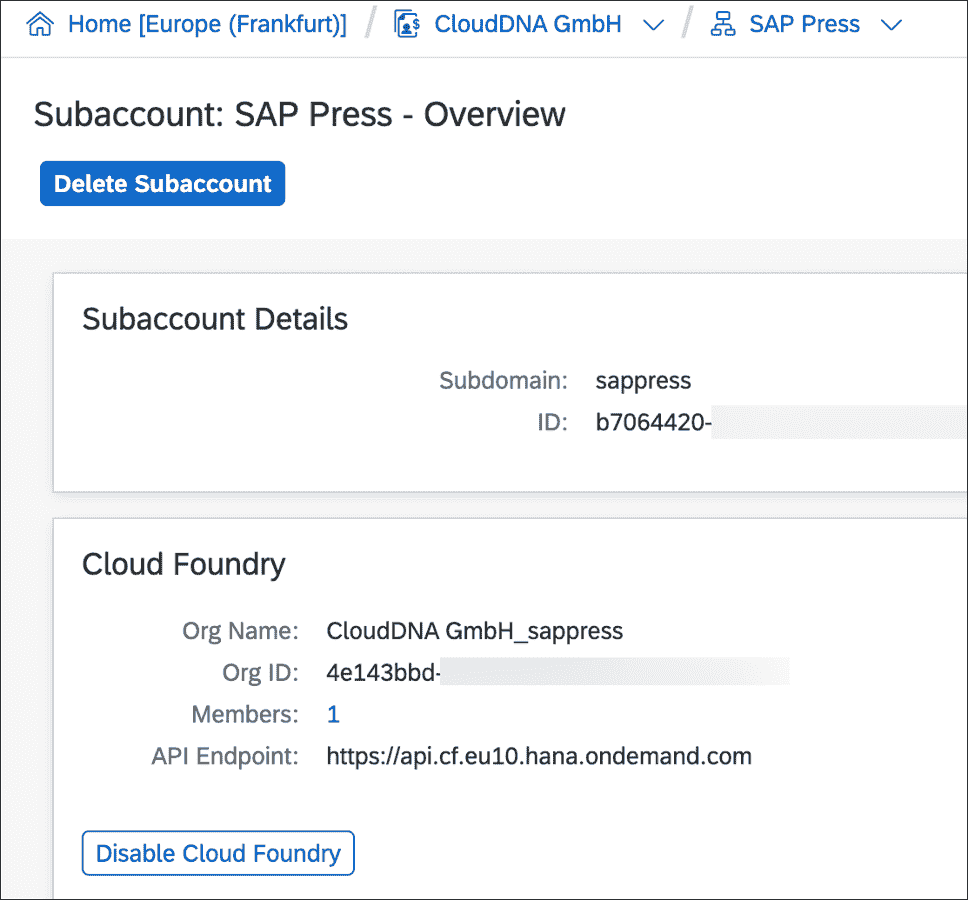 Home [Europe (Frankfurt)] / CloudDNA GmbH / SAP Press
Subaccount: SAP Press - Overview
Delete Subaccount
Subaccount Details
Subdomain: sappress
ID: b7064420-
Cloud Foundry
Org Name: CloudDNA GmbH_sappress
Org ID: 4e143bbd-
Members: 1
API Endpoint: https://api.cf.eu10.hana.ondemand.com
Disable Cloud Foundry